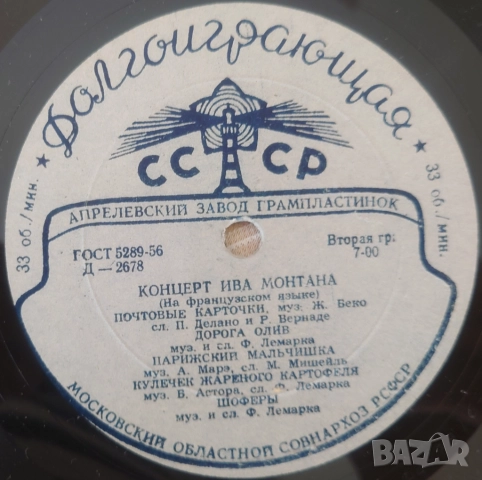 ★ Долгоиграющая ★
33 об./мин.
33 об./мин.
СССР
АПРЕЛЕВСКИЙ ЗАВОД ГРАМПЛАСТИНОК
ГОСТ 5289-56
Д — 2678
Вторая гр:
7-00
КОНЦЕРТ ИВА МОНТАНА
(На французском языке)
ПОЧТОВЫЕ КАРТОЧКИ, муз. Ж. Беко
сл. П. Делано и Р. Вернаде
ДОРОГА ОЛИВ
муз. и сл. Ф. Лемарка
ПАРИЖСКИЙ МАЛЬЧИШКА
муз. А. Марэ, сл. М. Мишейль
КУЛЕЧЕК ЖАРЕНОГО КАРТОФЕЛЯ
муз. В. Астора, сл. Ф. Лемарка
ШОФЕРЫ
муз. и сл. Ф. Лемарка
МОСКОВСКИЙ ОБЛАСТНОЙ СОВНАРХОЗ РСФСР
BAZAR